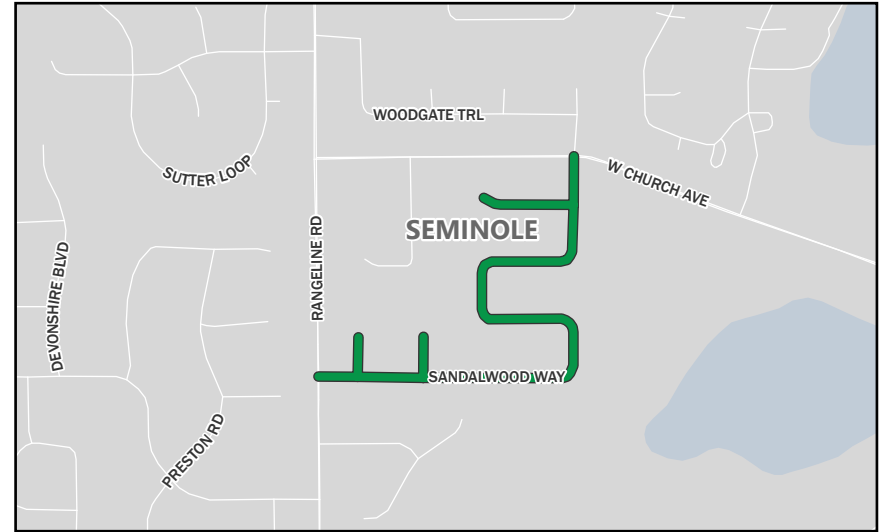 WOODGATE TRL
SUTTER LOOP
W CHURCH AVE
SEMINOLE
RANGELINE RD
DEVONSHIRE BLVD
SANDALWOOD WAY
PRESTON RD